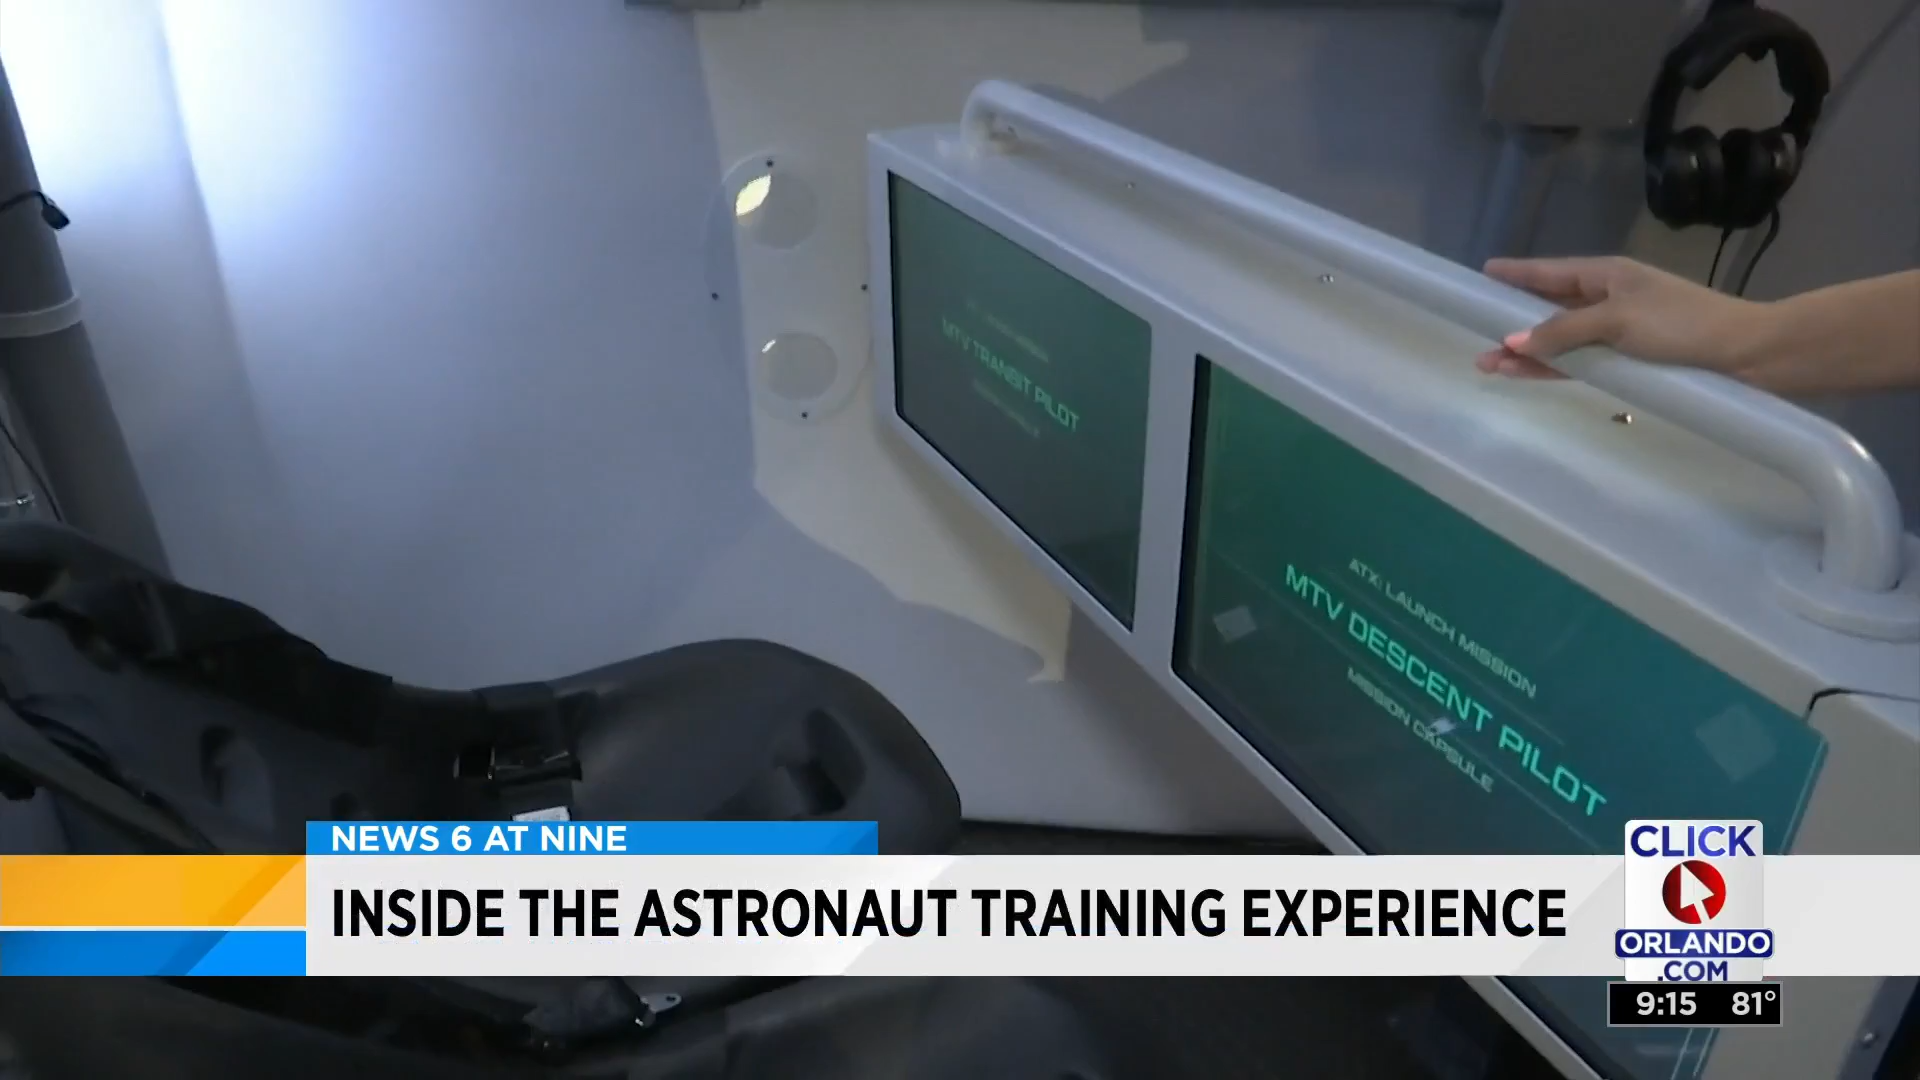 MTV TRANSIT PILOT
ATX: LAUNCH MISSION
MTV DESCENT PILOT
MISSION CAPSULE
NEWS 6 AT NINE
INSIDE THE ASTRONAUT TRAINING EXPERIENCE
CLICK
ORLANDO
.COM
9:15 81°